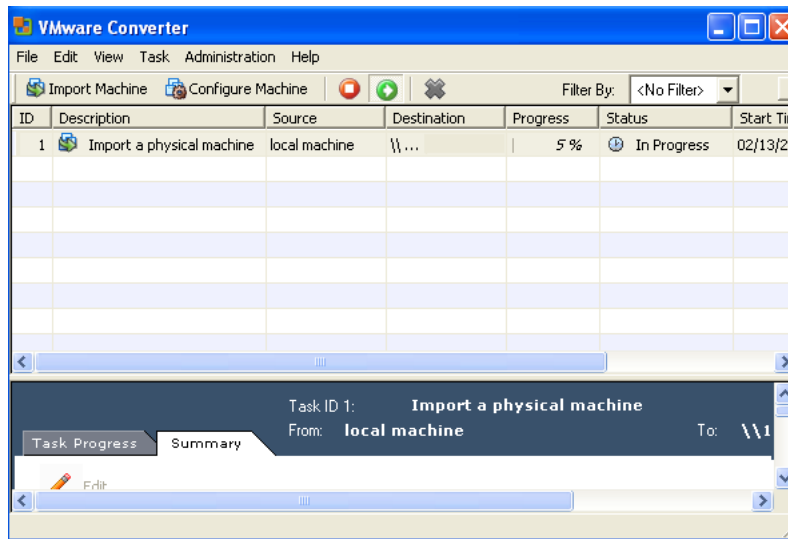 VMware Converter
File Edit View Task Administration Help
Import Machine Configure Machine Filter By: <No Filter>
ID Description Source Destination Progress Status Start Ti
1 Import a physical machine local machine \\ ... 5 % In Progress 02/13/2
Task ID 1: Import a physical machine
From: local machine To: \\1
Task Progress Summary
Edit